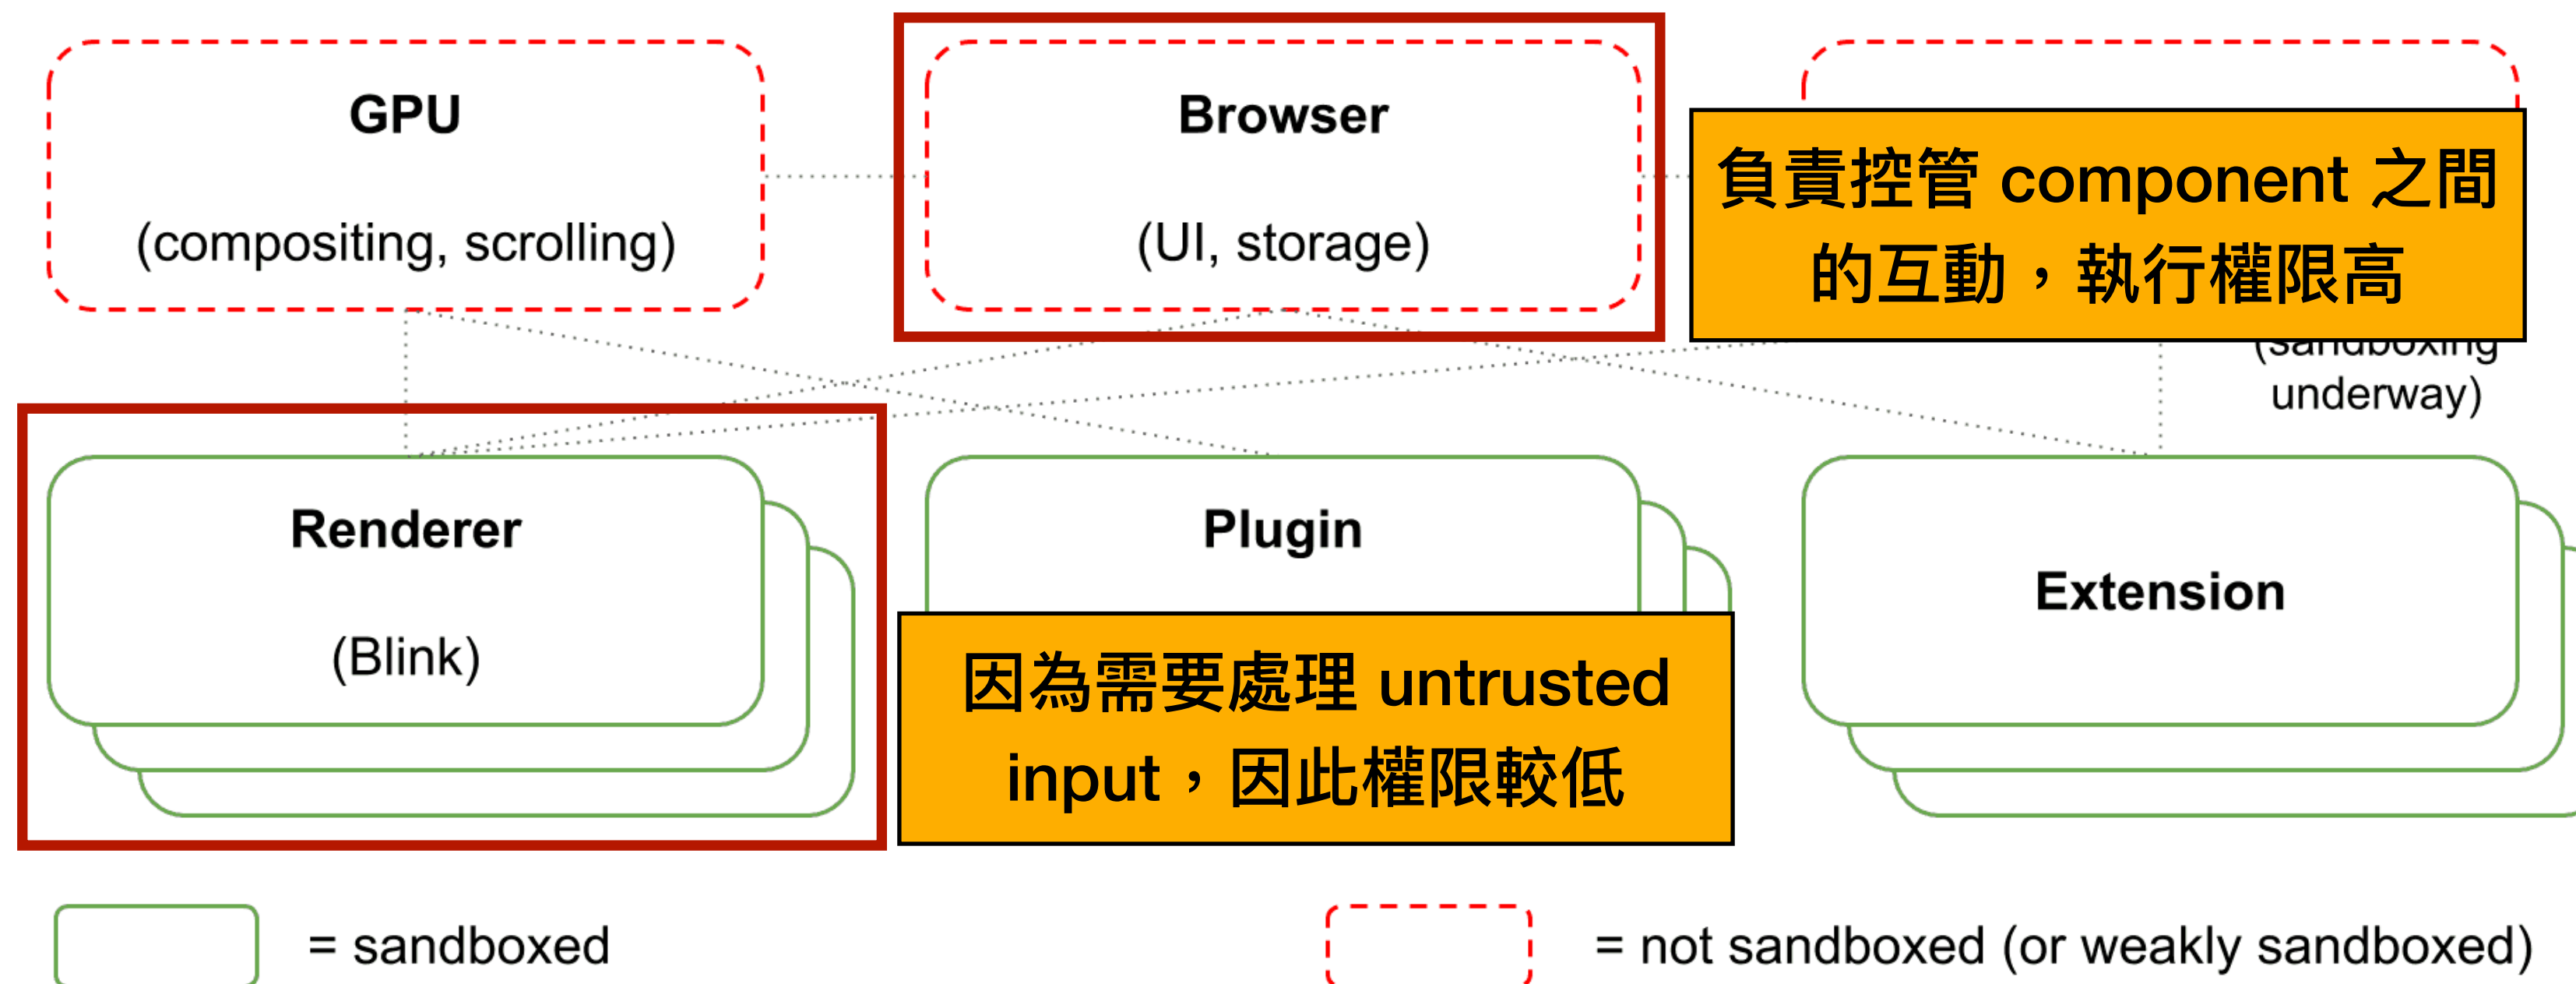 GPU
(compositing, scrolling)
Browser
(UI, storage)
負責控管 component 之間
的互動，執行權限高
(sandboxing
underway)
Renderer
(Blink)
Plugin
因為需要處理 untrusted
input，因此權限較低
Extension
= sandboxed
= not sandboxed (or weakly sandboxed)